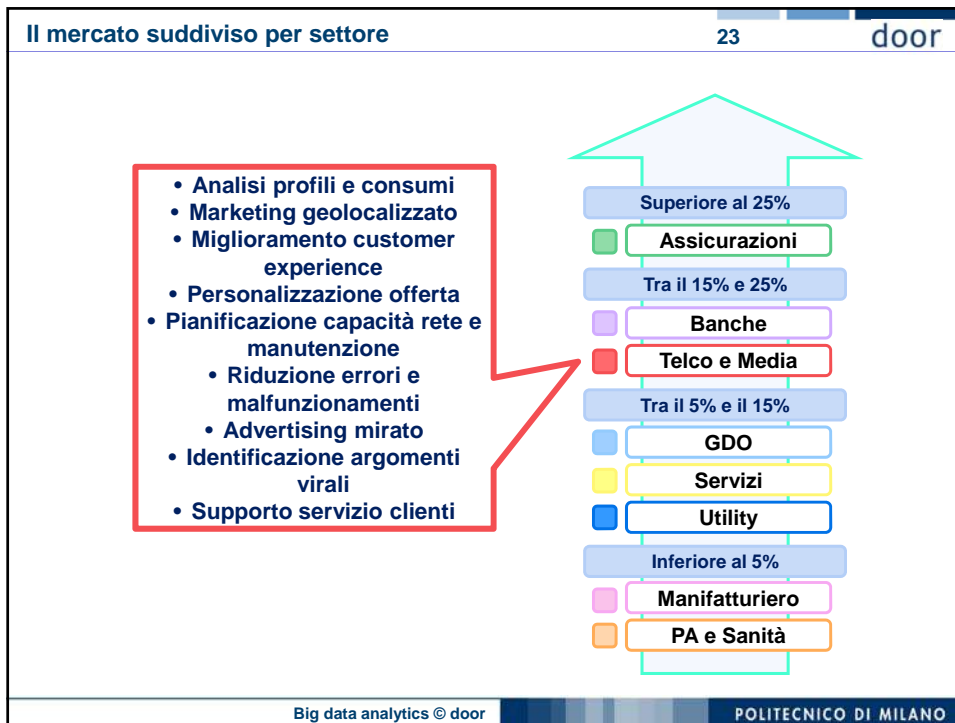 Il mercato suddiviso per settore
23
door
• Analisi profili e consumi
• Marketing geolocalizzato
• Miglioramento customer
experience
• Personalizzazione offerta
• Pianificazione capacità rete e
manutenzione
• Riduzione errori e
malfunzionamenti
• Advertising mirato
• Identificazione argomenti
virali
• Supporto servizio clienti
Superiore al 25%
Assicurazioni
Tra il 15% e 25%
Banche
Telco e Media
Tra il 5% e il 15%
GDO
Servizi
Utility
Inferiore al 5%
Manifatturiero
PA e Sanità
Big data analytics © door
POLITECNICO DI MILANO